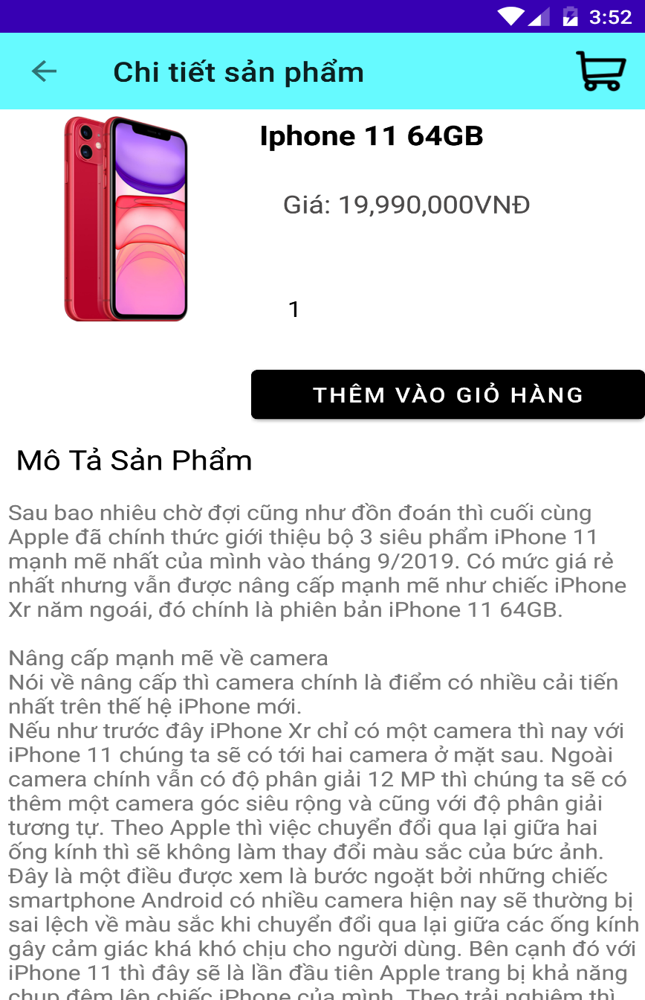 3:52
Chi tiết sản phẩm
Iphone 11 64GB
Giá: 19,990,000VNĐ
1
THÊM VÀO GIỎ HÀNG
Mô Tả Sản Phẩm
Sau bao nhiêu chờ đợi cũng như đồn đoán thì cuối cùng
Apple đã chính thức giới thiệu bộ 3 siêu phẩm iPhone 11
mạnh mẽ nhất của mình vào tháng 9/2019. Có mức giá rẻ
nhất nhưng vẫn được nâng cấp mạnh mẽ như chiếc iPhone
Xr năm ngoái, đó chính là phiên bản iPhone 11 64GB.
Nâng cấp mạnh mẽ về camera
Nói về nâng cấp thì camera chính là điểm có nhiều cải tiến
nhất trên thế hệ iPhone mới.
Nếu như trước đây iPhone Xr chỉ có một camera thì nay với
iPhone 11 chúng ta sẽ có tới hai camera ở mặt sau. Ngoài
camera chính vẫn có độ phân giải 12 MP thì chúng ta sẽ có
thêm một camera góc siêu rộng và cũng với độ phân giải
tương tự. Theo Apple thì việc chuyển đổi qua lại giữa hai
ống kính thì sẽ không làm thay đổi màu sắc của bức ảnh.
Đây là một điều được xem là bước ngoặt bởi những chiếc
smartphone Android có nhiều camera hiện nay sẽ thường bị
sai lệch về màu sắc khi chuyển đổi qua lại giữa các ống kính
gây cảm giác khá khó chịu cho người dùng. Bên cạnh đó với
iPhone 11 thì đây sẽ là lần đầu tiên Apple trang bị khả năng
chụp đêm lên chiếc iPhone của mình. Theo trải nghiệm thì